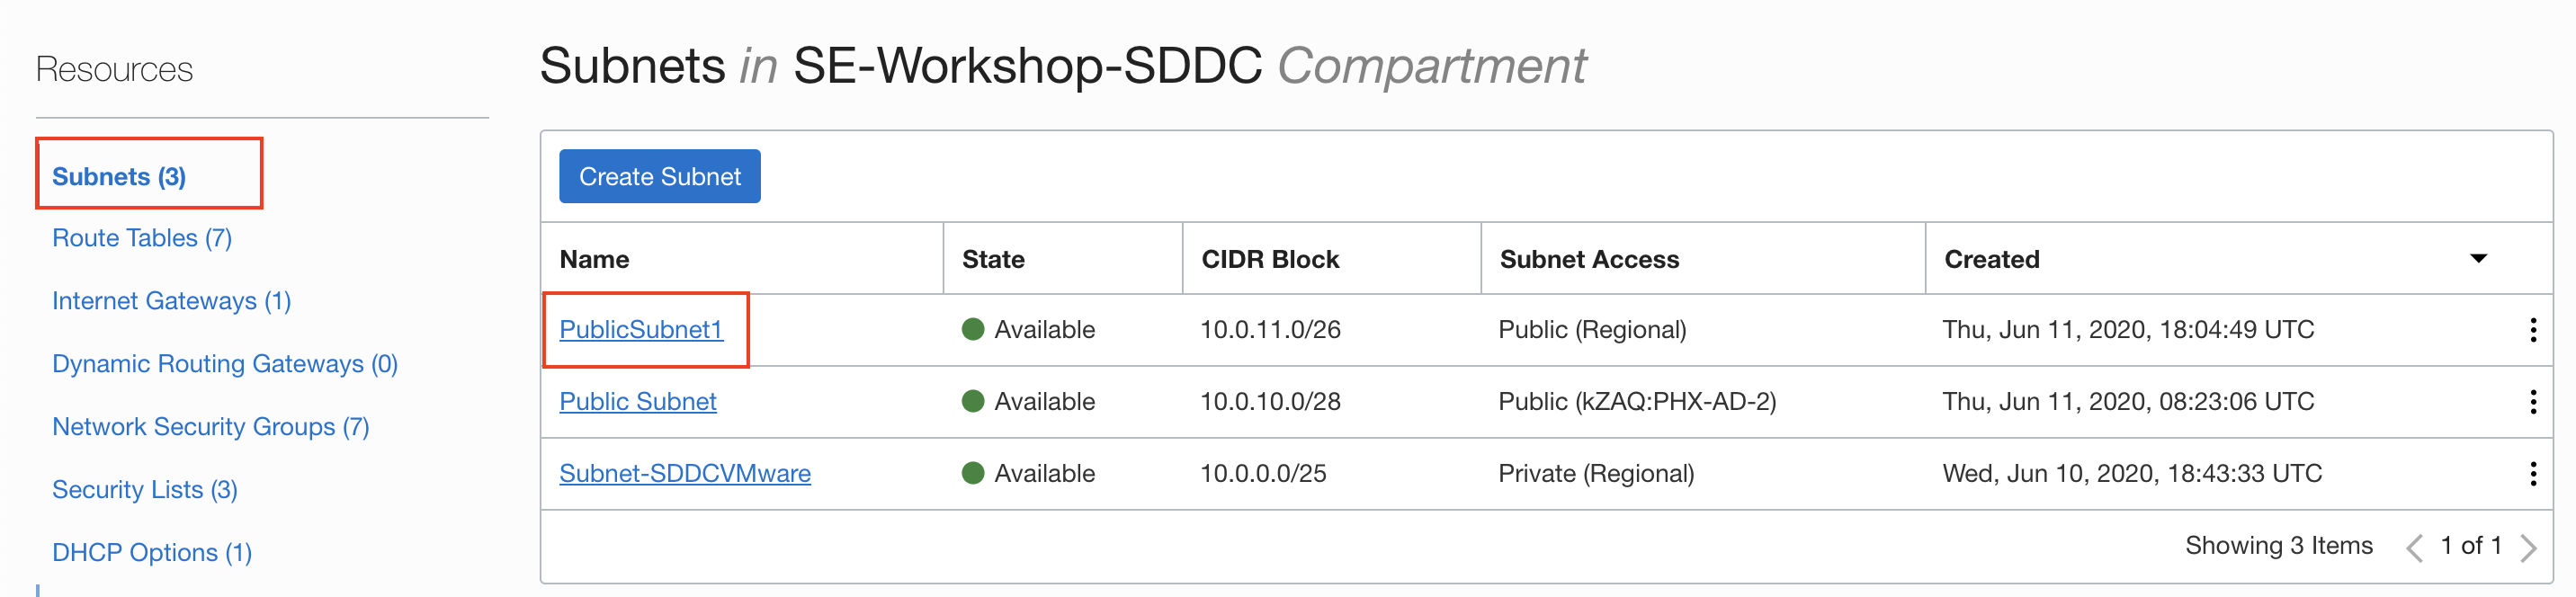 Resources
Subnets (3)
Route Tables (7)
Internet Gateways (1)
Dynamic Routing Gateways (0)
Network Security Groups (7)
Security Lists (3)
DHCP Options (1)
Subnets in SE-Workshop-SDDC Compartment
Create Subnet
Name State CIDR Block Subnet Access Created
PublicSubnet1 Available 10.0.11.0/26 Public (Regional) Thu, Jun 11, 2020, 18:04:49 UTC
Public Subnet Available 10.0.10.0/28 Public (kZAQ:PHX-AD-2) Thu, Jun 11, 2020, 08:23:06 UTC
Subnet-SDDCVMware Available 10.0.0.0/25 Private (Regional) Wed, Jun 10, 2020, 18:43:33 UTC
Showing 3 Items 1 of 1